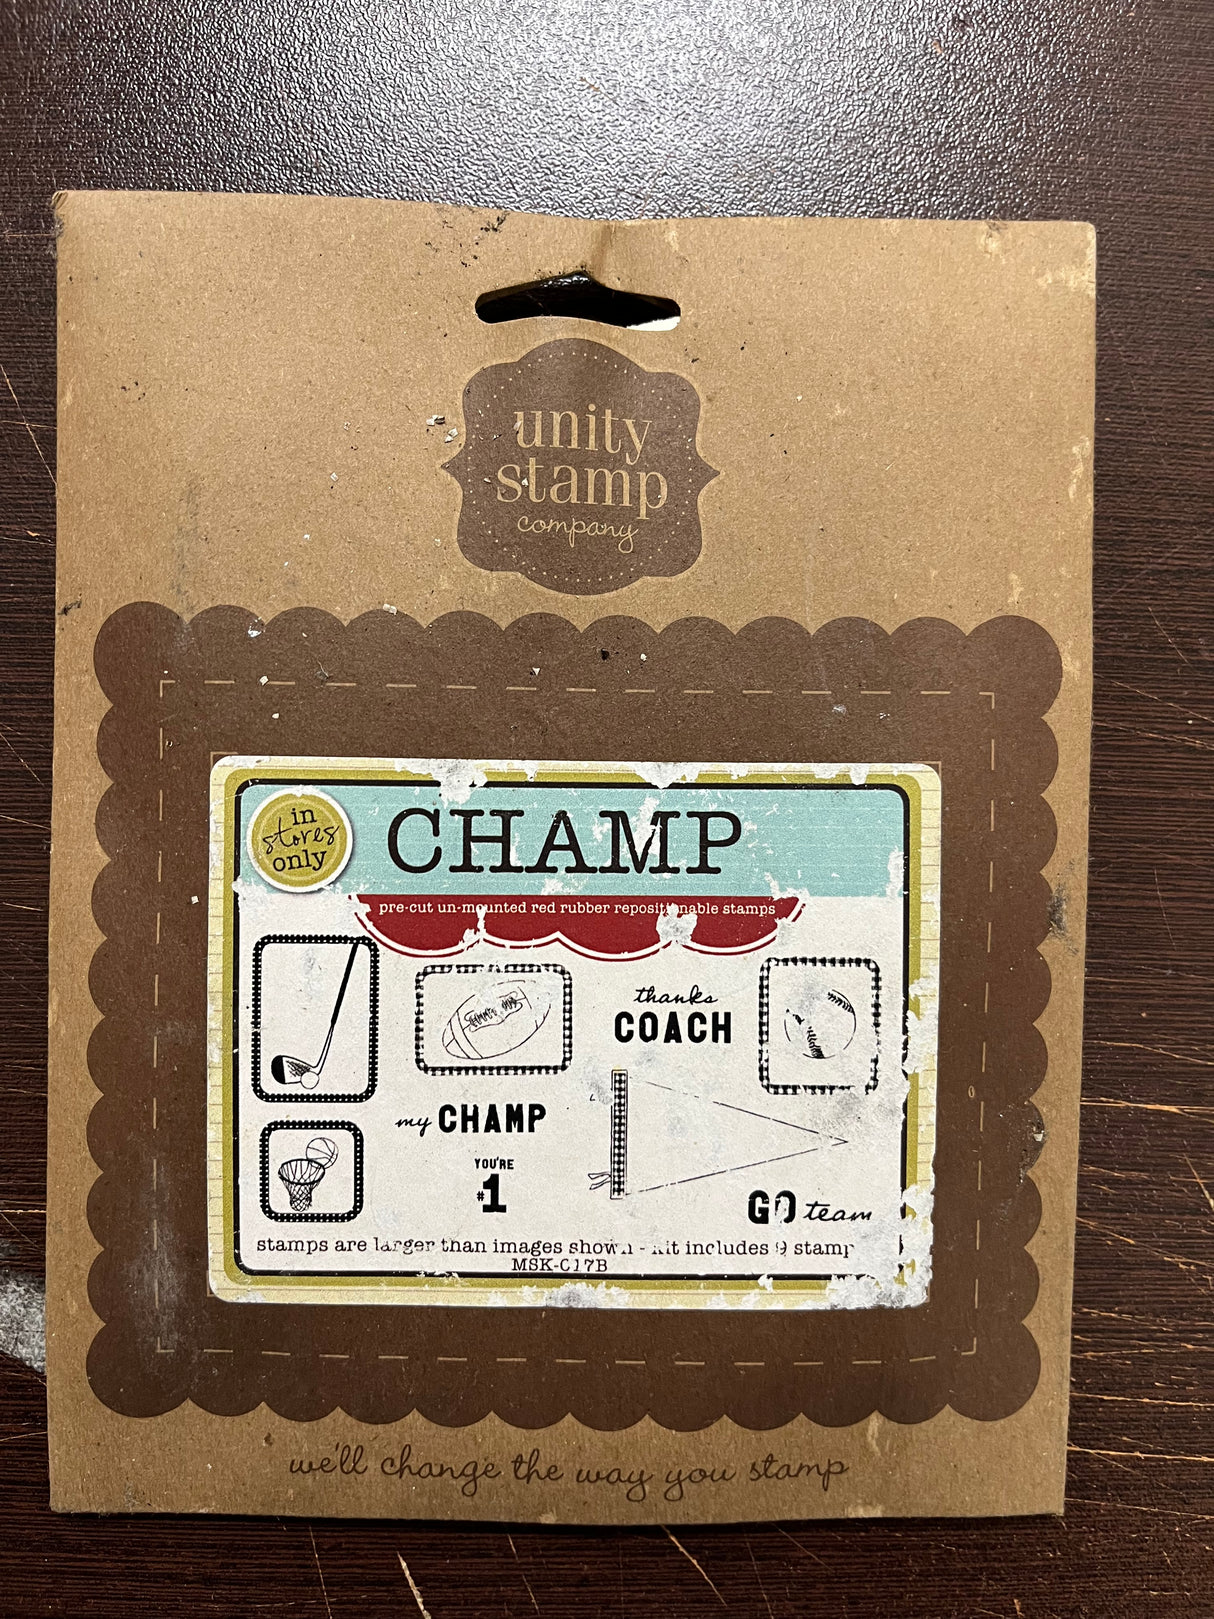 unity
stamp
company
in
stores
only
CHAMP
pre-cut un-mounted red rubber repositionable stamps
thanks
COACH
my CHAMP
YOU'RE
#1
GO team
stamps are larger than images shown - kit includes 9 stamp
MSK-C17B
we'll change the way you stamp